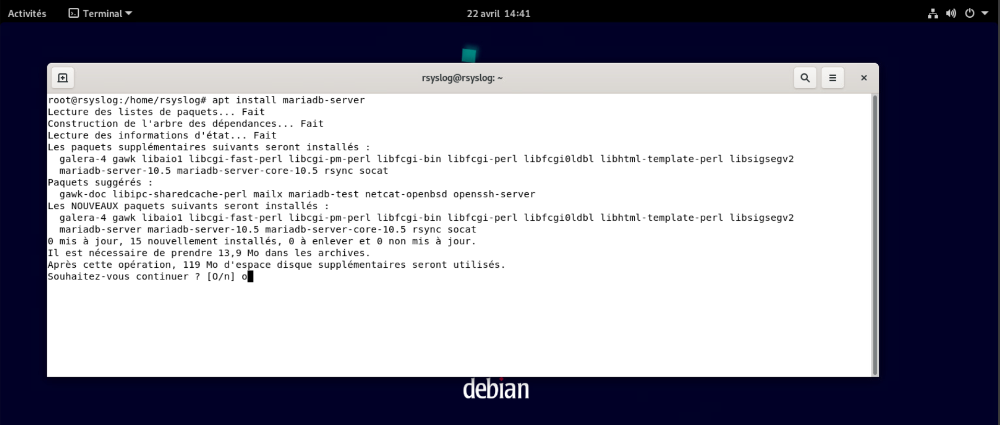 Activités Terminal 22 avril 14:41
rsyslog@rsyslog: ~
root@rsyslog:/home/rsyslog# apt install mariadb-server
Lecture des listes de paquets... Fait
Construction de l'arbre des dépendances... Fait
Lecture des informations d'état... Fait
Les paquets supplémentaires suivants seront installés :
  galera-4 gawk libaio1 libcgi-fast-perl libcgi-pm-perl libfcgi-bin libfcgi-perl libfcgi0ldbl libhtml-template-perl libsigsegv2
  mariadb-server-10.5 mariadb-server-core-10.5 rsync socat
Paquets suggérés :
  gawk-doc libipc-sharedcache-perl mailx mariadb-test netcat-openbsd openssh-server
Les NOUVEAUX paquets suivants seront installés :
  galera-4 gawk libaio1 libcgi-fast-perl libcgi-pm-perl libfcgi-bin libfcgi-perl libfcgi0ldbl libhtml-template-perl libsigsegv2
  mariadb-server mariadb-server-10.5 mariadb-server-core-10.5 rsync socat
0 mis à jour, 15 nouvellement installés, 0 à enlever et 0 non mis à jour.
Il est nécessaire de prendre 13,9 Mo dans les archives.
Après cette opération, 119 Mo d'espace disque supplémentaires seront utilisés.
Souhaitez-vous continuer ? [O/n] o
debian